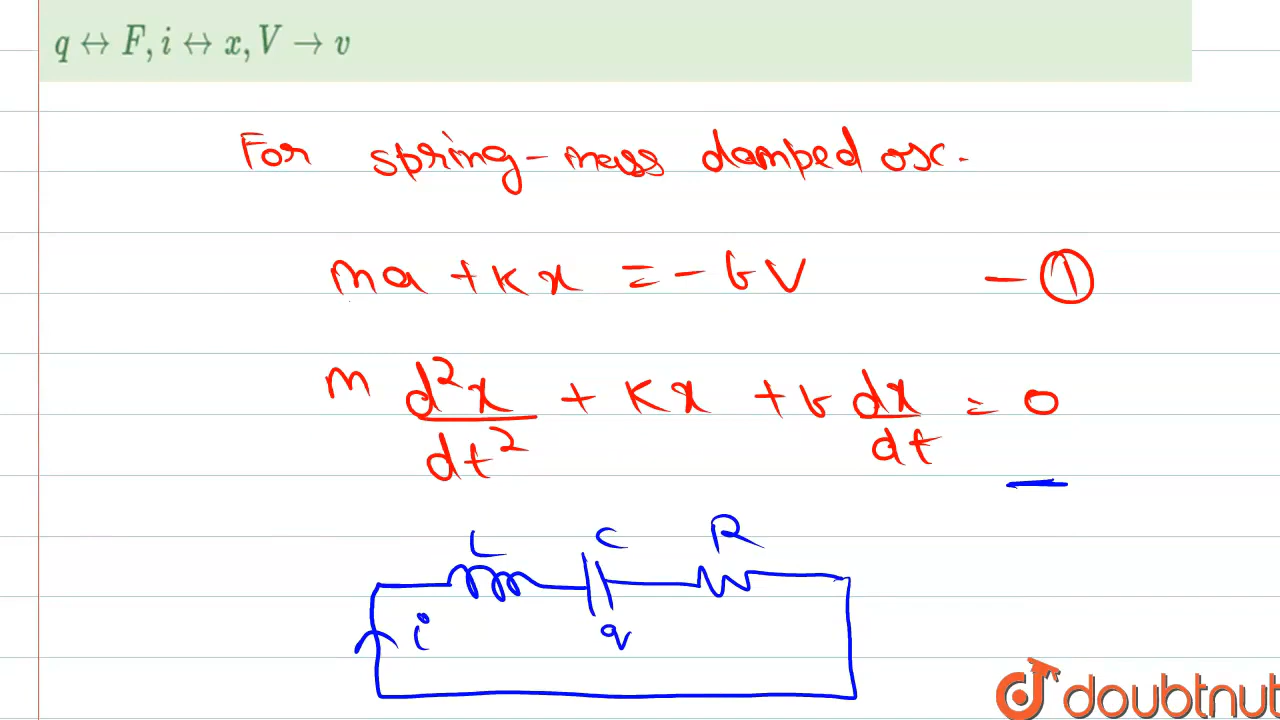 q ↔ F, i ↔ x, V → v
For spring-mass damped osc.
ma + kx = - bV - ①
m d²x/dt² + kx + b dx/dt = 0
L C R
i q
doubtnut